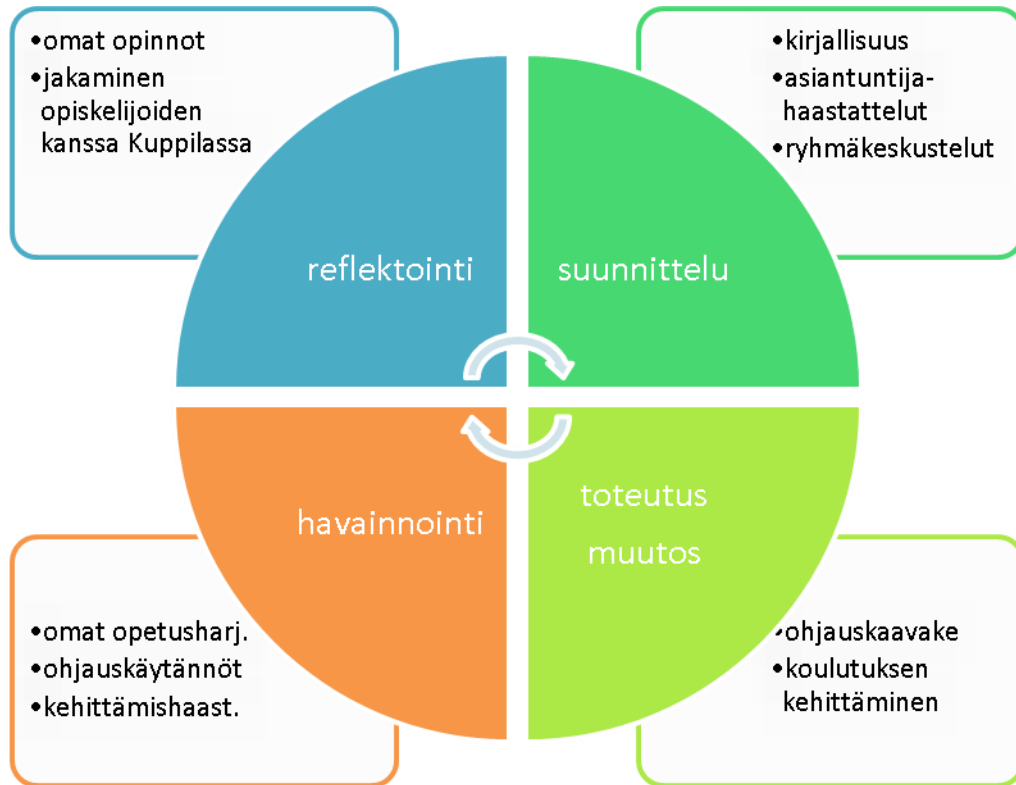 •omat opinnot
•jakaminen
opiskelijoiden
kanssa Kuppilassa
•kirjallisuus
•asiantuntija-
haastattelut
•ryhmäkeskustelut
reflektointi
suunnittelu
havainnointi
toteutus
muutos
•omat opetusharj.
•ohjauskäytännöt
•kehittämishaast.
•ohjauskaavake
•koulutuksen
kehittäminen